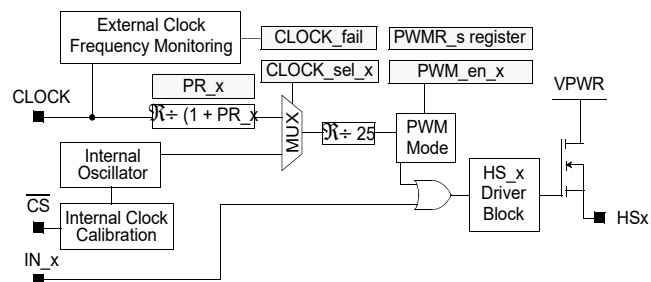 External Clock
Frequency Monitoring
CLOCK_fail
PWMR_s register
CLOCK_sel_x
PWM_en_x
PR_x
CLOCK
ℜ÷ (1 + PR_x
MUX
ℜ÷ 25
PWM
Mode
VPWR
Internal
Oscillator
HS_x
Driver
Block
CS
Internal Clock
Calibration
HSx
IN_x